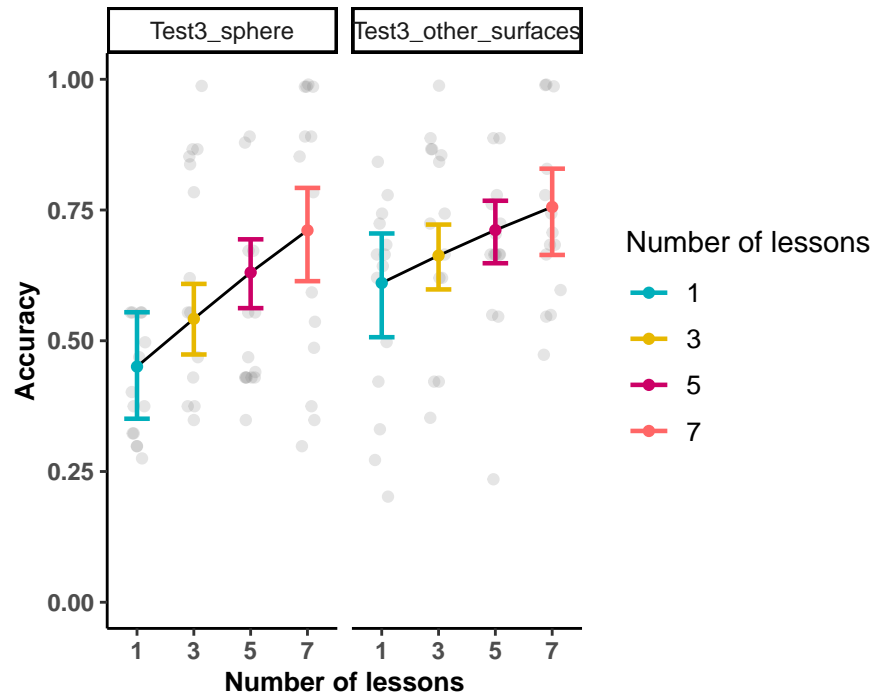 Test3_sphere
Test3_other_surfaces
1.00
0.75
0.50
0.25
0.00
Accuracy
1 3 5 7
1 3 5 7
Number of lessons
Number of lessons
1
3
5
7